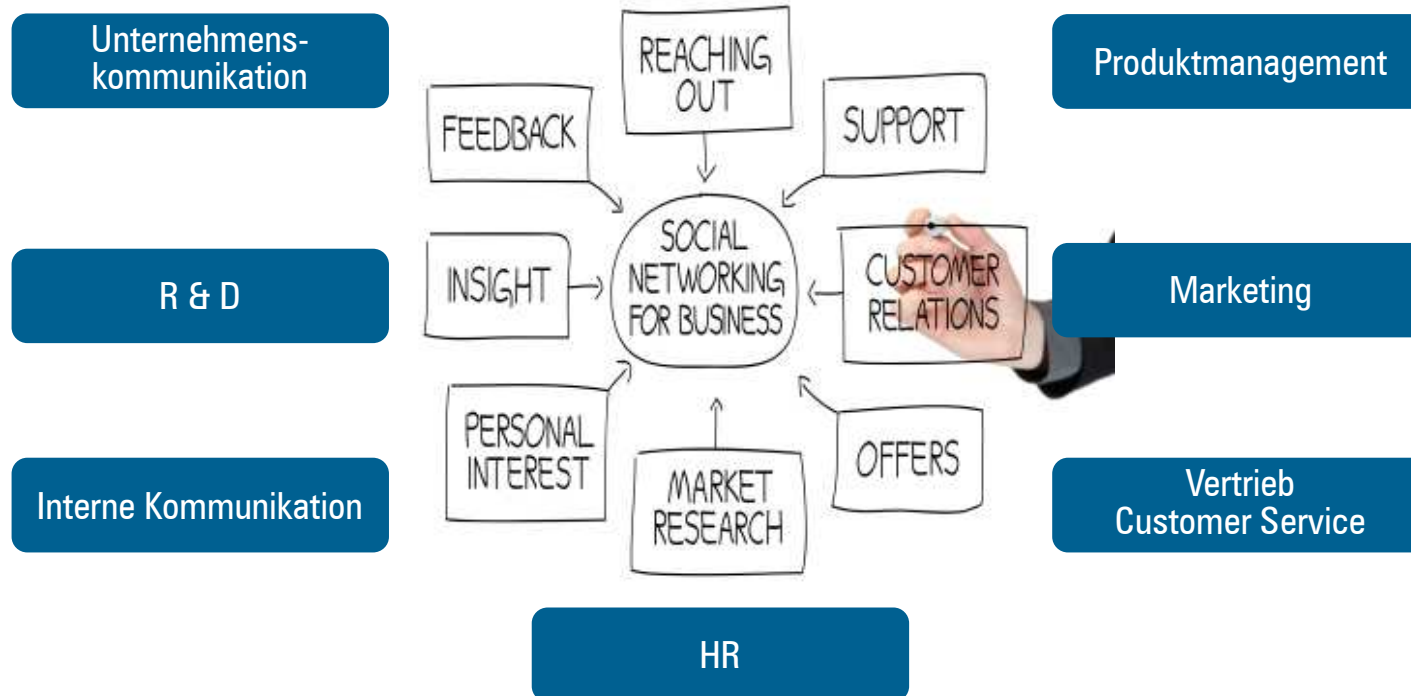 Unternehmens-
kommunikation
REACHING
OUT
Produktmanagement
FEEDBACK
SUPPORT
R & D
INSIGHT
SOCIAL
NETWORKING
FOR BUSINESS
CUSTOMER
RELATIONS
Marketing
Interne Kommunikation
PERSONAL
INTEREST
MARKET
RESEARCH
OFFERS
Vertrieb
Customer Service
HR